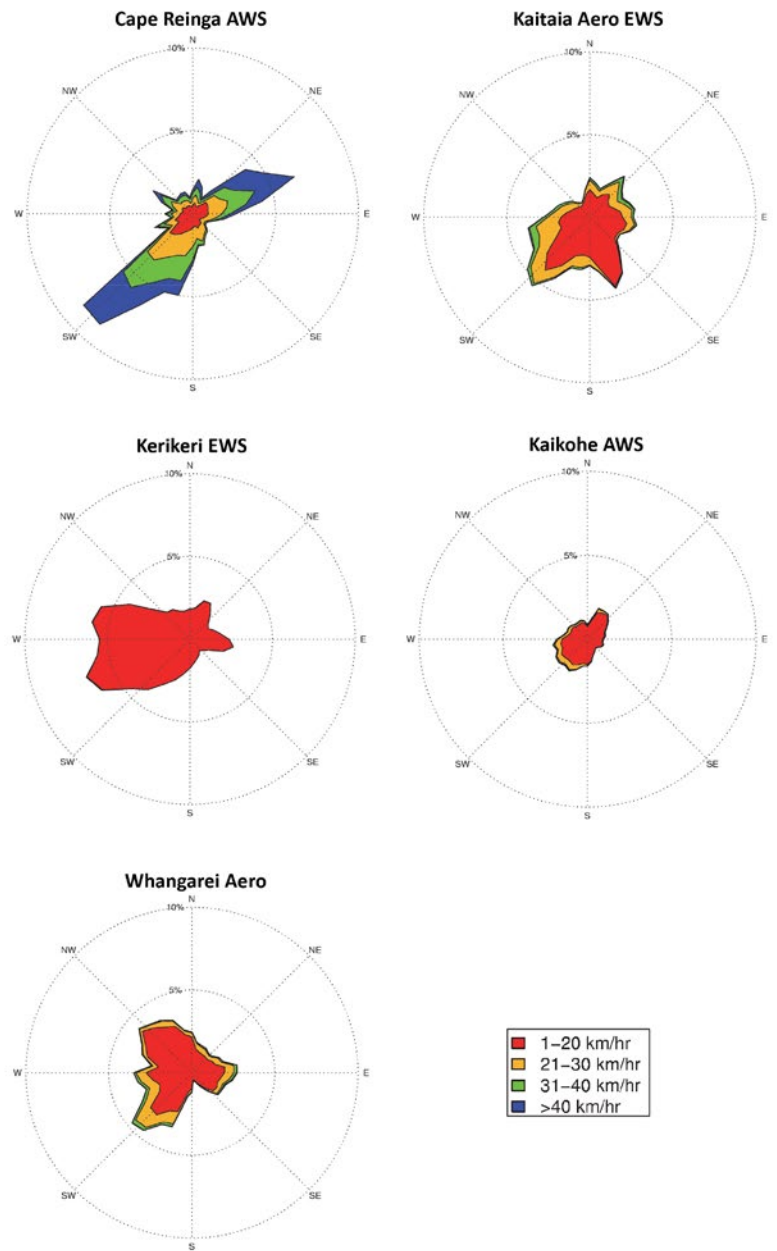 Cape Reinga AWS
N
10%
NW
NE
5%
W
E
SW
SE
S
Kaitaia Aero EWS
N
10%
NW
NE
5%
W
E
SW
SE
S
Kerikeri EWS
N
10%
NW
NE
5%
W
E
SW
SE
S
Kaikohe AWS
N
10%
NW
NE
5%
W
E
SW
SE
S
Whangarei Aero
N
10%
NW
NE
5%
W
E
SW
SE
S
1–20 km/hr
21–30 km/hr
31–40 km/hr
>40 km/hr